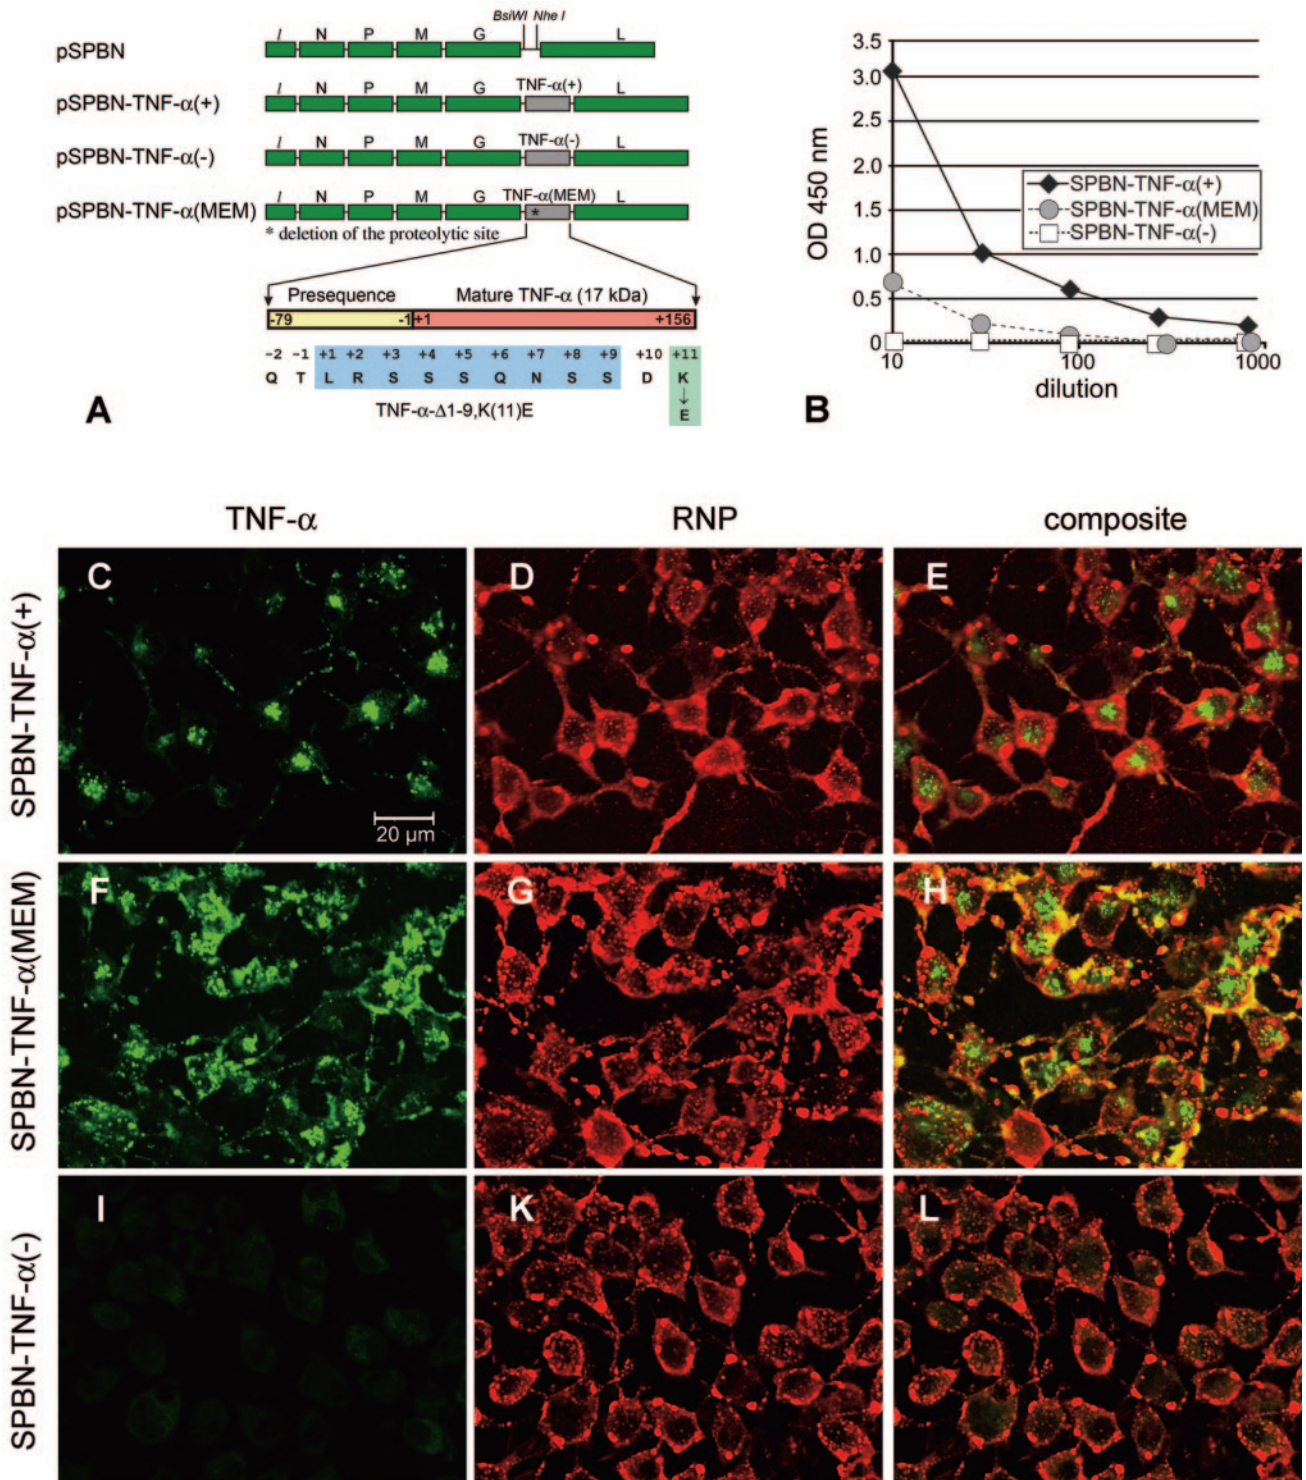 BsiWI Nhe I
pSPBN l N P M G L
pSPBN-TNF-α(+) l N P M G TNF-α(+) L
pSPBN-TNF-α(-) l N P M G TNF-α(-) L
pSPBN-TNF-α(MEM) l N P M G TNF-α(MEM) L
*
* deletion of the proteolytic site
Presequence Mature TNF-α (17 kDa)
-79 -1 +1 +156
-2 -1 +1 +2 +3 +4 +5 +6 +7 +8 +9 +10 +11
Q T L R S S S Q N S S D K
↓
TNF-α-Δ1-9,K(11)E E
A
3.5
3.0
2.5
2.0
1.5
1.0
0.5
0
OD 450 nm
SPBN-TNF-α(+)
SPBN-TNF-α(MEM)
SPBN-TNF-α(-)
10 100 1000
dilution
B
TNF-α RNP composite
SPBN-TNF-α(+)
C D E
20 μm
SPBN-TNF-α(MEM)
F G H
SPBN-TNF-α(-)
I K L